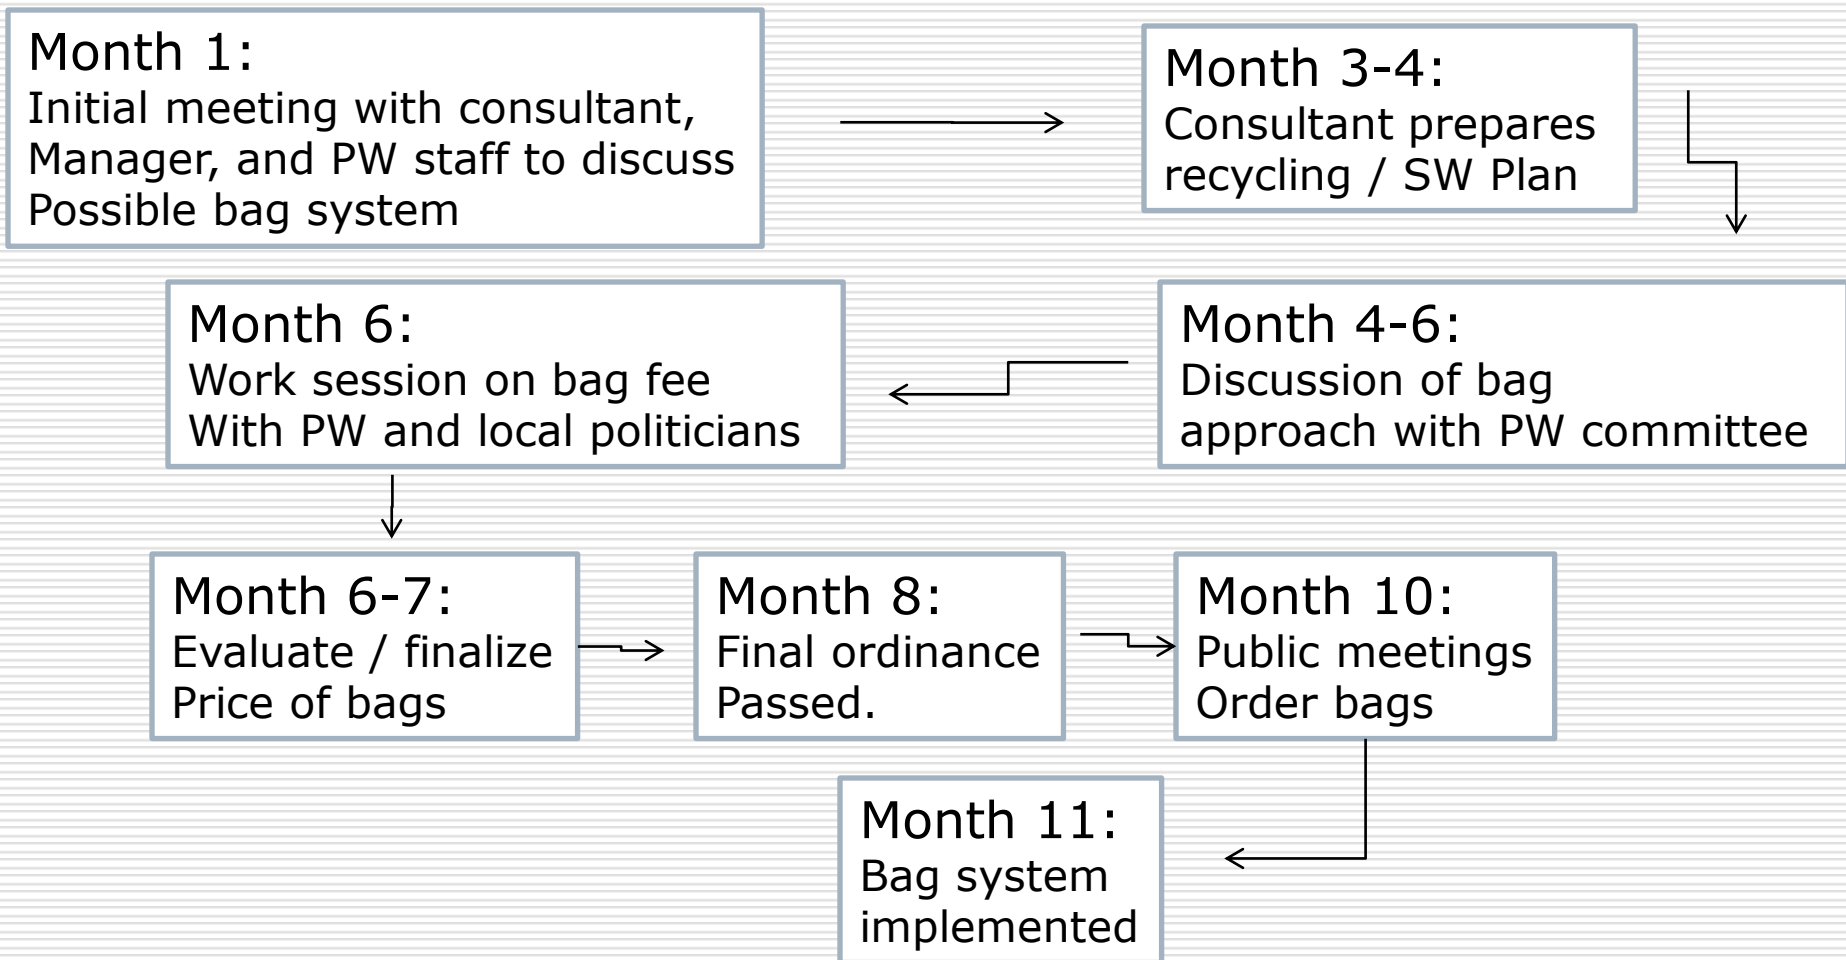 Month 1:
Initial meeting with consultant,
Manager, and PW staff to discuss
Possible bag system
Month 3-4:
Consultant prepares
recycling / SW Plan
Month 4-6:
Discussion of bag
approach with PW committee
Month 6:
Work session on bag fee
With PW and local politicians
Month 6-7:
Evaluate / finalize
Price of bags
Month 8:
Final ordinance
Passed.
Month 10:
Public meetings
Order bags
Month 11:
Bag system
implemented